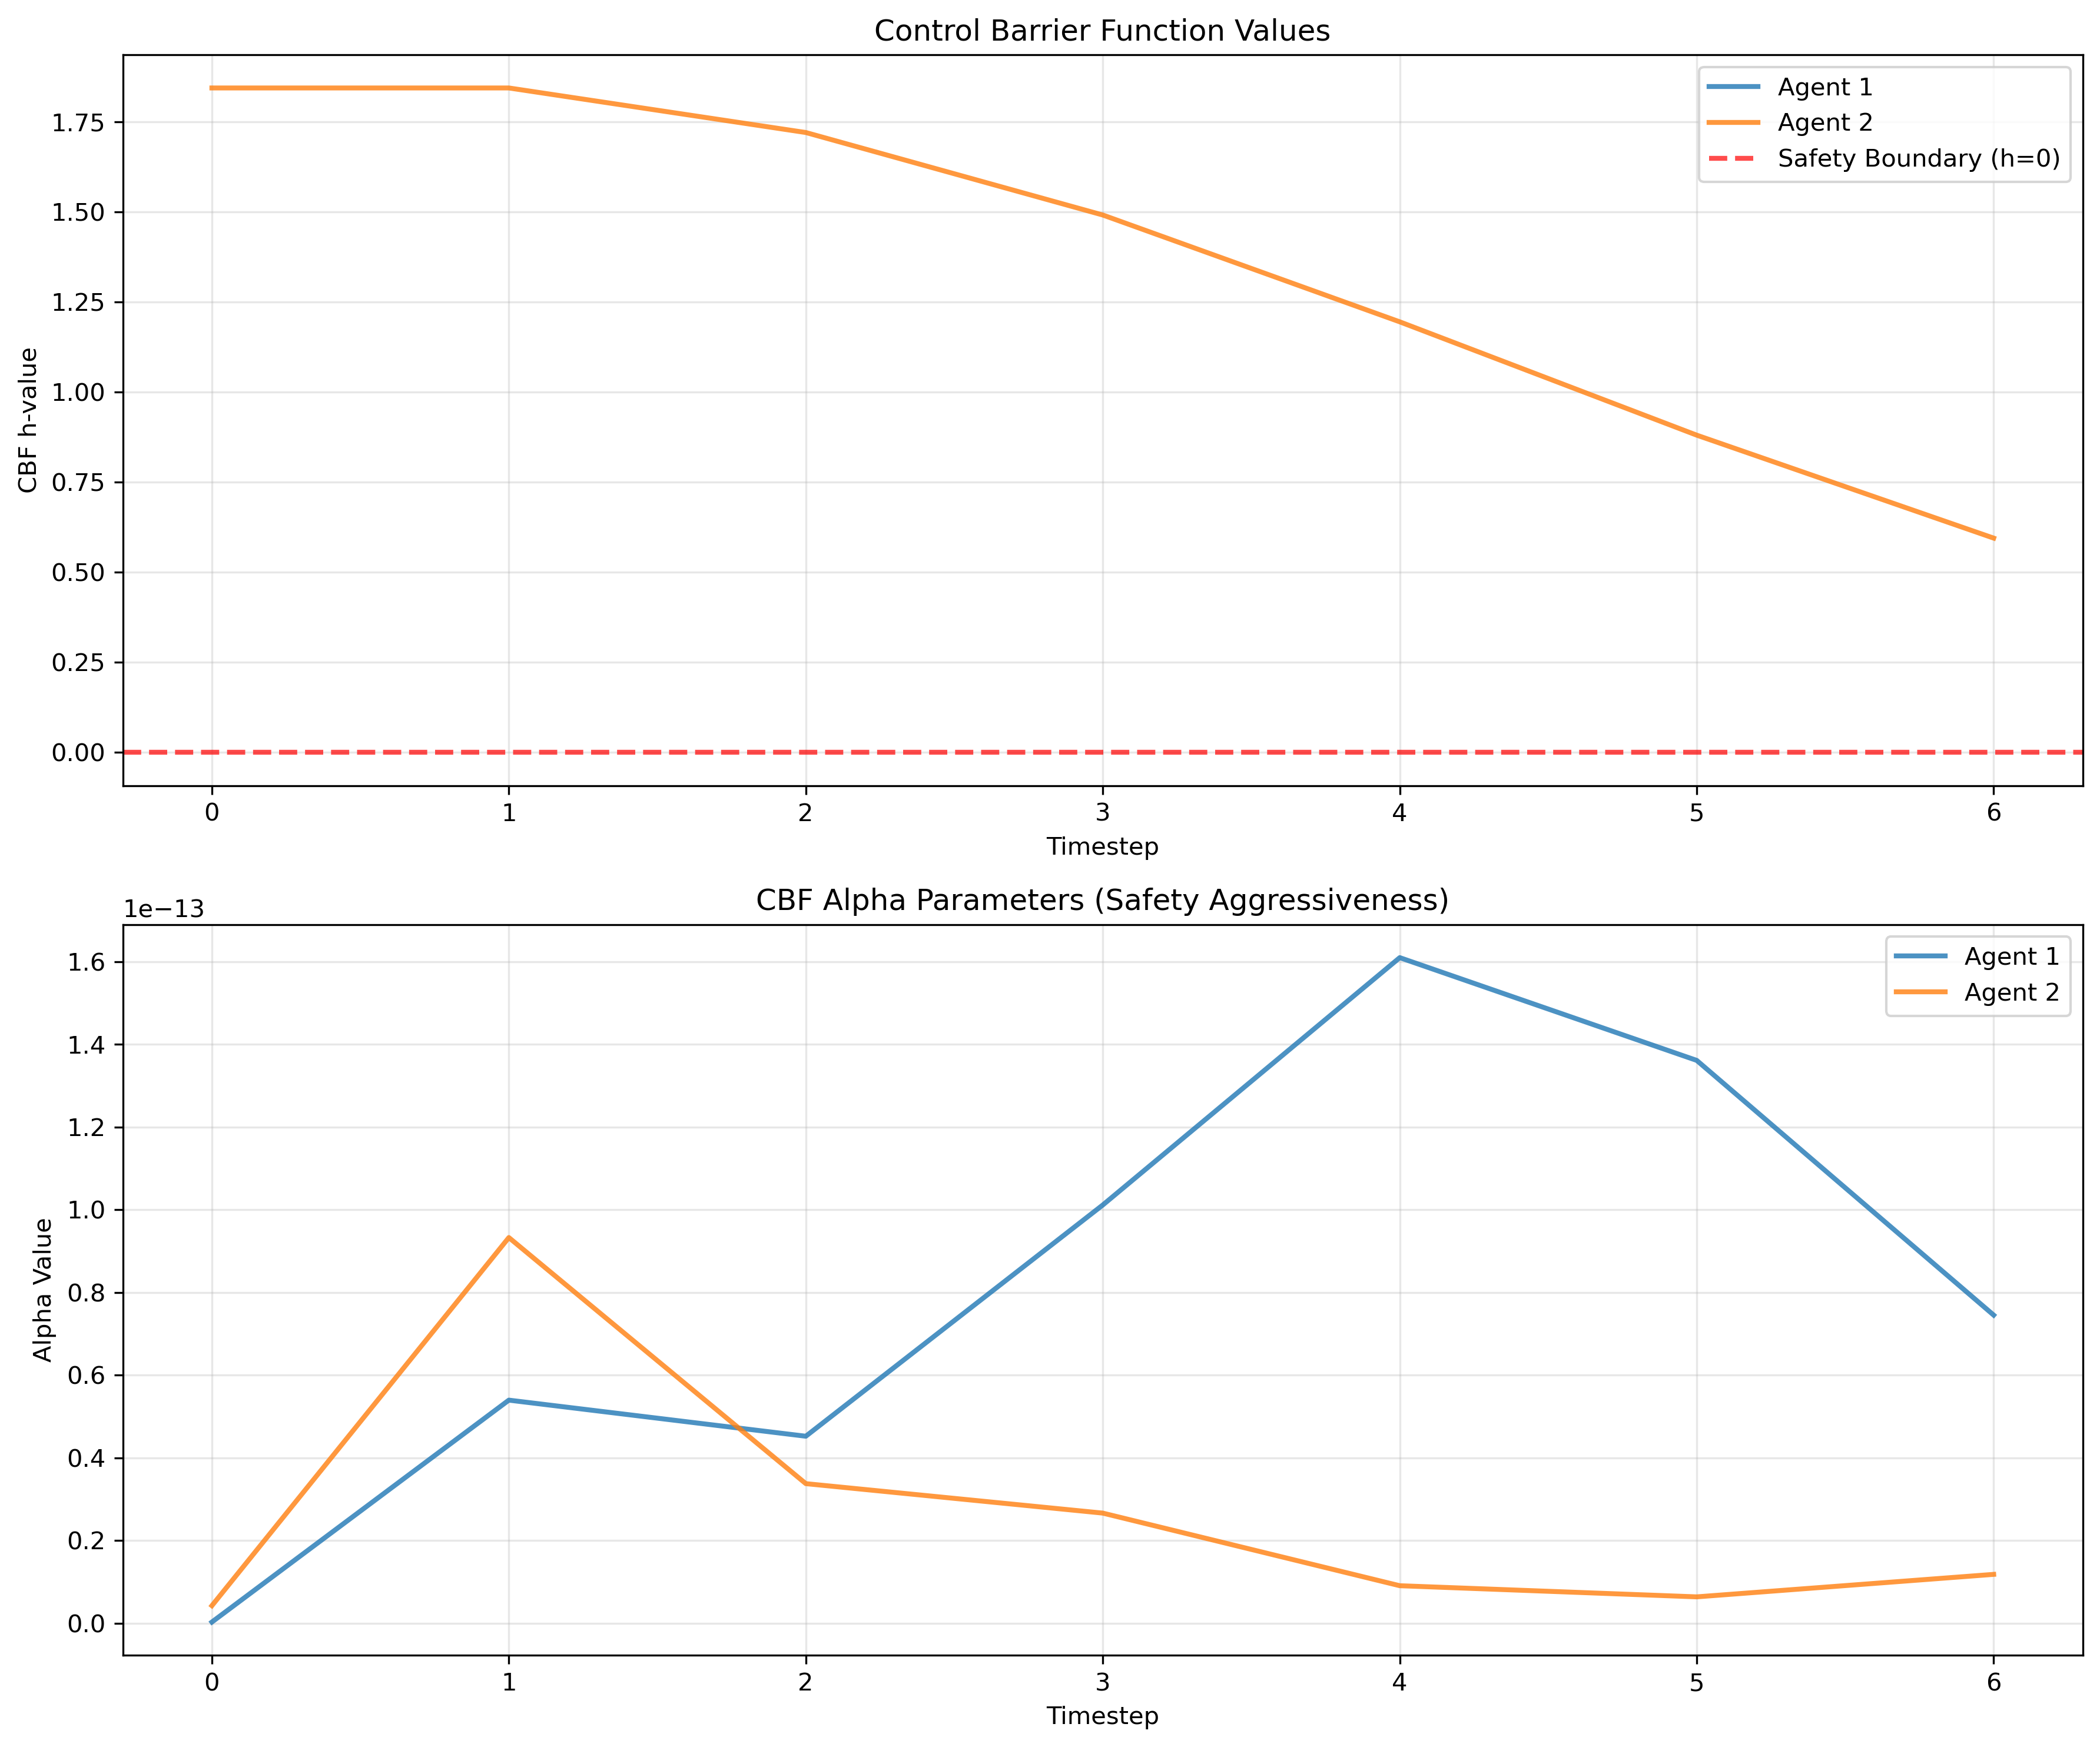 Control Barrier Function Values
Agent 1
Agent 2
Safety Boundary (h=0)
CBF h-value
1.75
1.50
1.25
1.00
0.75
0.50
0.25
0.00
0 1 2 3 4 5 6
Timestep
CBF Alpha Parameters (Safety Aggressiveness)
1e−13
Agent 1
Agent 2
Alpha Value
1.6
1.4
1.2
1.0
0.8
0.6
0.4
0.2
0.0
0 1 2 3 4 5 6
Timestep